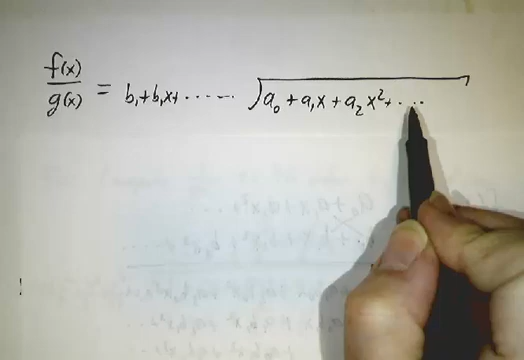 f(x)/g(x) = b₁+b₁x+ ······ ⟌a₀ + a₁x + a₂x² + ···